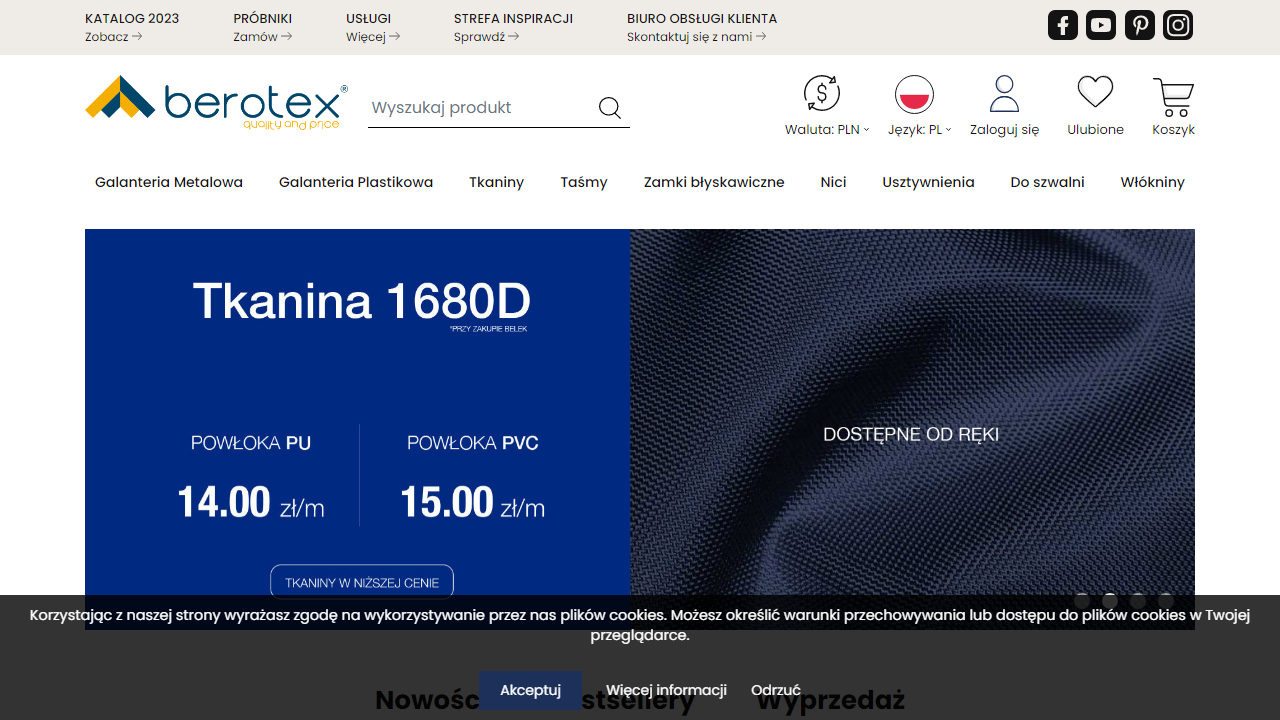 KATALOG 2023
Zobacz
PRÓBNIKI
Zamów
USŁUGI
Więcej
STREFA INSPIRACJI
Sprawdź
BIURO OBSŁUGI KLIENTA
Skontaktuj się z nami
berotex®
quality and price
Wyszukaj produkt
Waluta: PLN
Język: PL
Zaloguj się
Ulubione
Koszyk
Galanteria Metalowa
Galanteria Plastikowa
Tkaniny
Taśmy
Zamki błyskawiczne
Nici
Usztywnienia
Do szwalni
Włókniny
Tkanina 1680D
*PRZY ZAKUPIE BELEK
POWŁOKA PU
14.00 zł/m
POWŁOKA PVC
15.00 zł/m
TKANINY W NIŻSZEJ CENIE
DOSTĘPNE OD RĘKI
Korzystając z naszej strony wyrażasz zgodę na wykorzystywanie przez nas plików cookies. Możesz określić warunki przechowywania lub dostępu do plików cookies w Twojej
przeglądarce.
Akceptuj
Więcej informacji
Odrzuć
Wyprzedaż